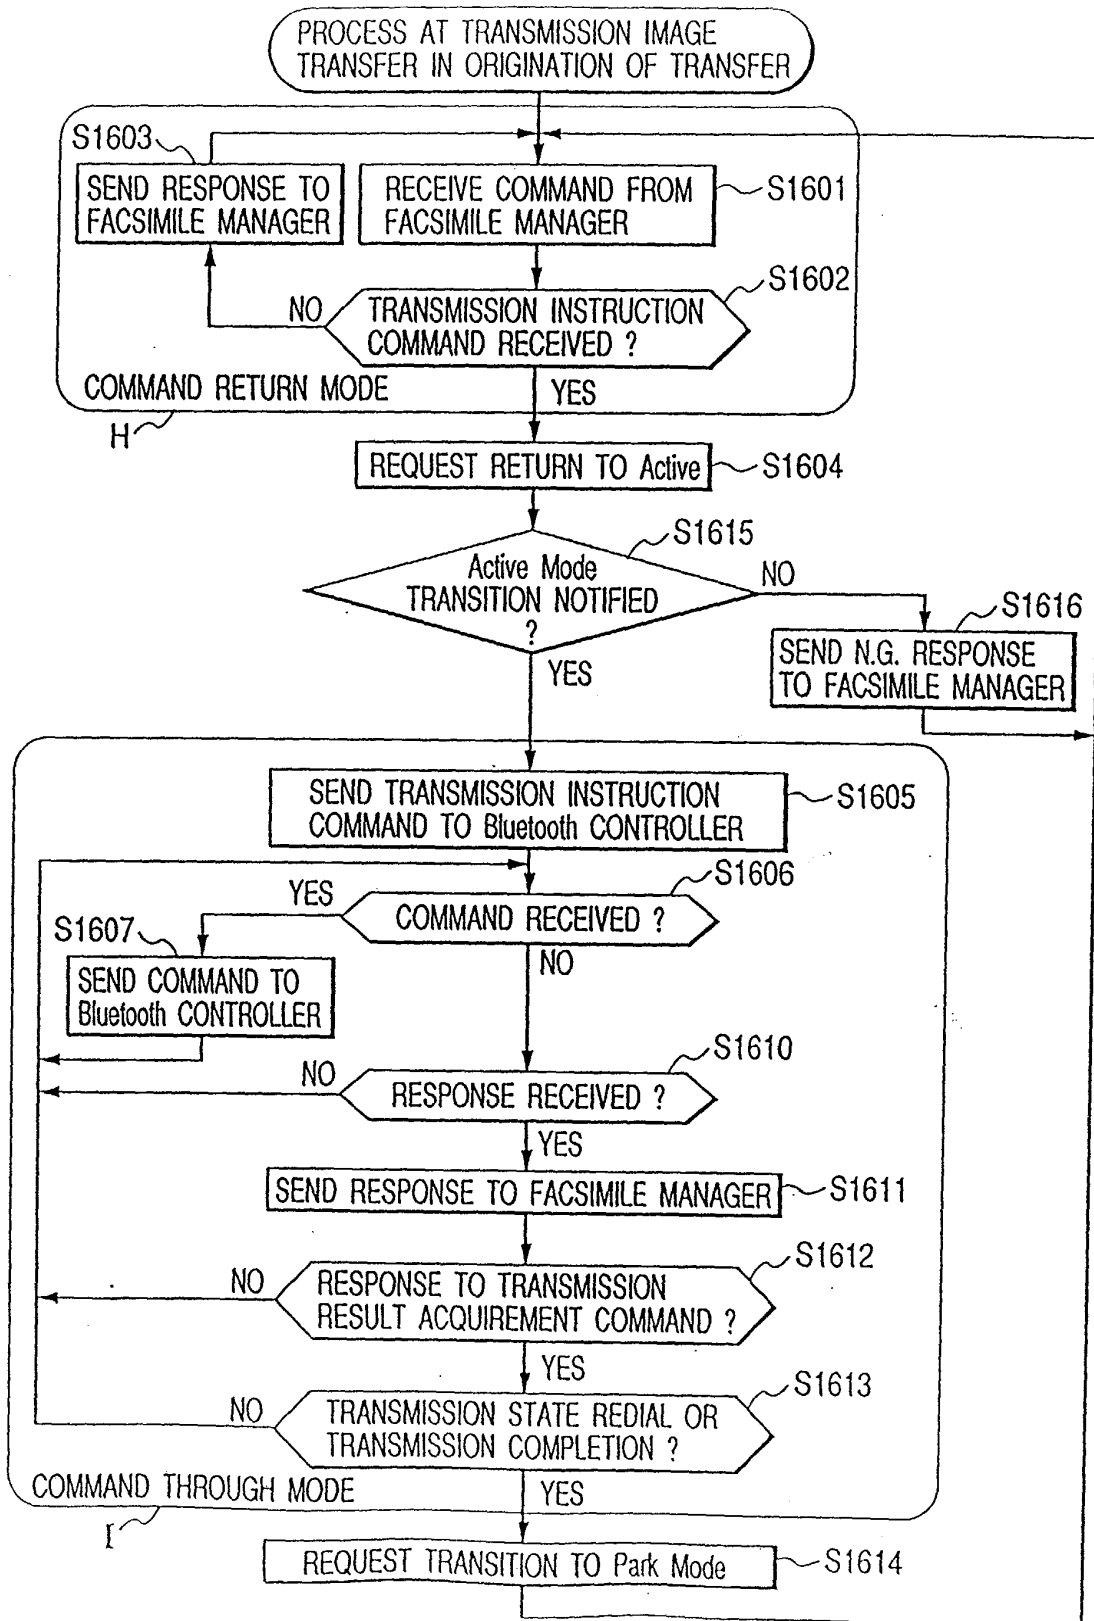 PROCESS AT TRANSMISSION IMAGE
TRANSFER IN ORIGINATION OF TRANSFER
S1603
SEND RESPONSE TO
FACSIMILE MANAGER
RECEIVE COMMAND FROM
FACSIMILE MANAGER
S1601
S1602
NO
TRANSMISSION INSTRUCTION
COMMAND RECEIVED ?
COMMAND RETURN MODE
YES
H
REQUEST RETURN TO Active
S1604
S1615
Active Mode
TRANSITION NOTIFIED
?
NO
S1616
SEND N.G. RESPONSE
TO FACSIMILE MANAGER
YES
SEND TRANSMISSION INSTRUCTION
COMMAND TO Bluetooth CONTROLLER
S1605
S1606
YES
COMMAND RECEIVED ?
S1607
SEND COMMAND TO
Bluetooth CONTROLLER
NO
S1610
NO
RESPONSE RECEIVED ?
YES
SEND RESPONSE TO FACSIMILE MANAGER
S1611
S1612
NO
RESPONSE TO TRANSMISSION
RESULT ACQUIREMENT COMMAND ?
YES
S1613
NO
TRANSMISSION STATE REDIAL OR
TRANSMISSION COMPLETION ?
COMMAND THROUGH MODE
YES
I
REQUEST TRANSITION TO Park Mode
S1614